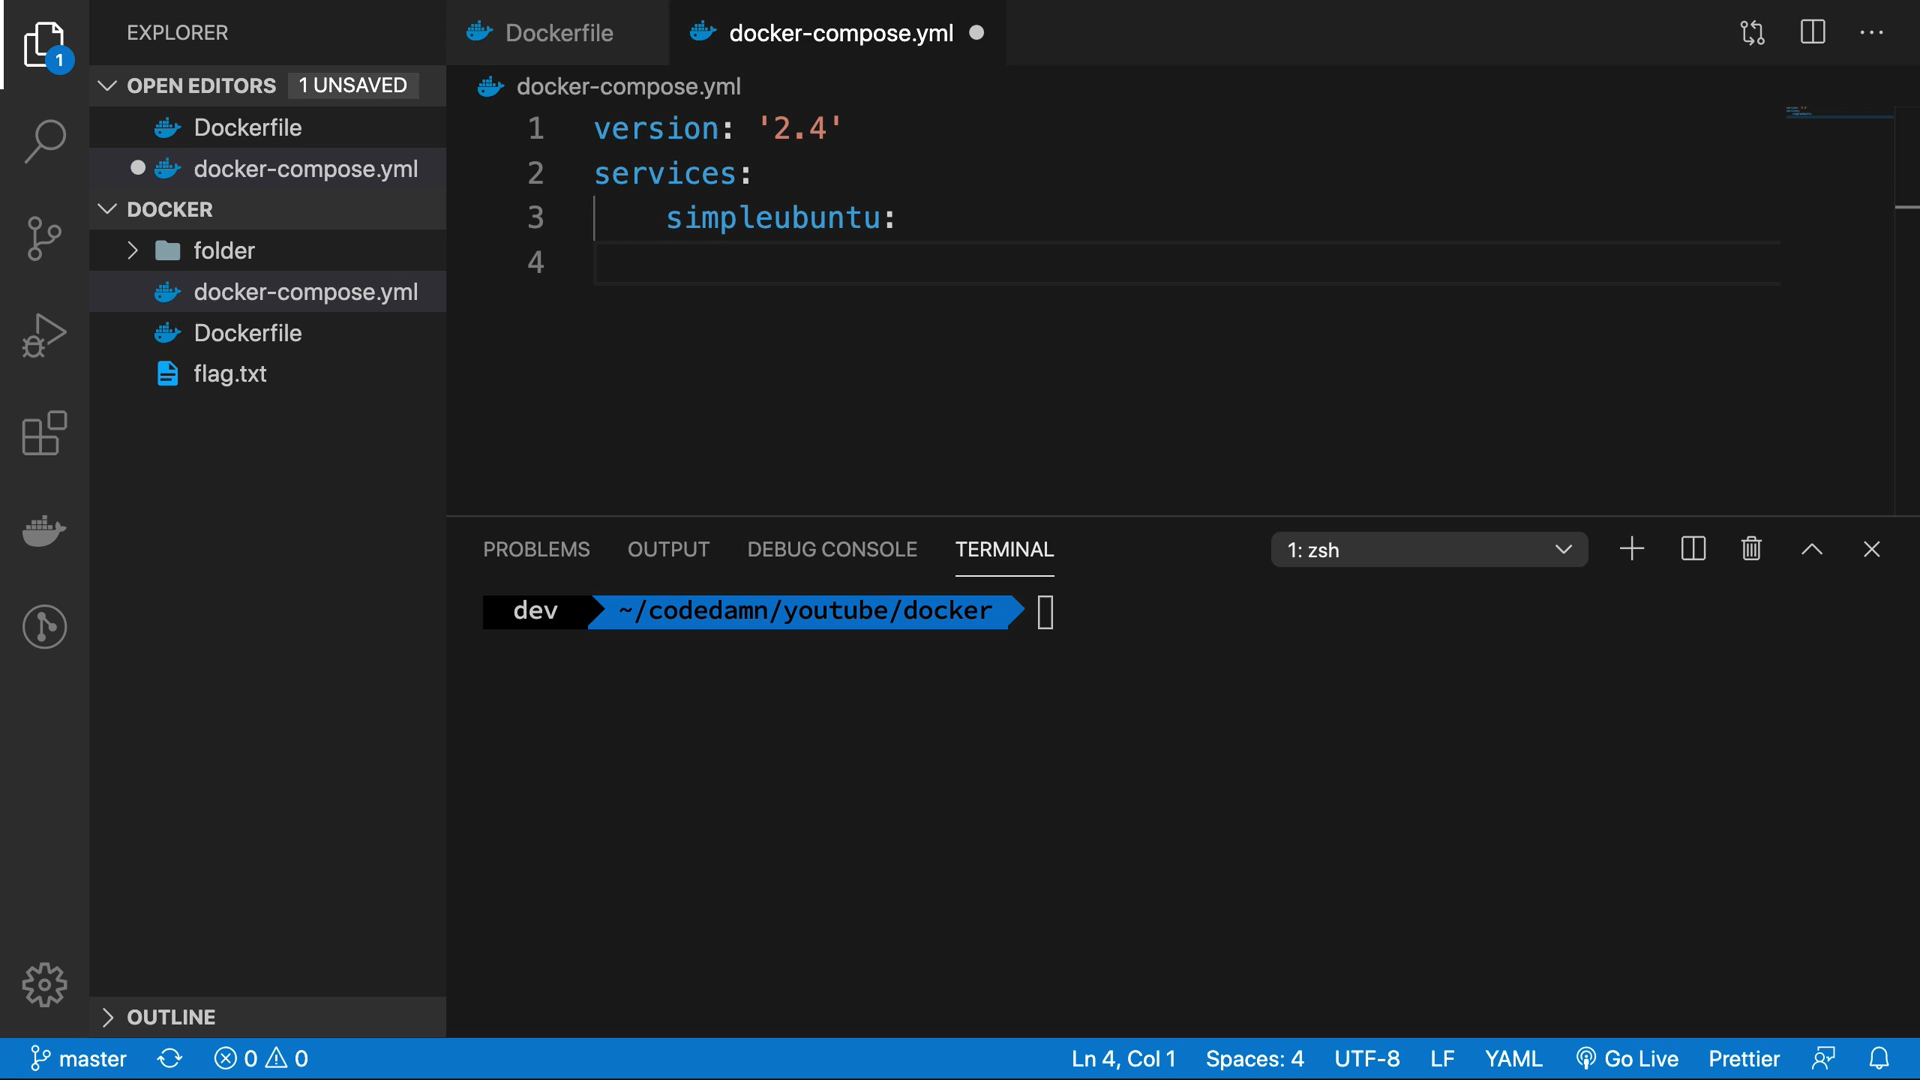 EXPLORER
OPEN EDITORS 1 UNSAVED
Dockerfile
docker-compose.yml
DOCKER
folder
docker-compose.yml
Dockerfile
flag.txt
OUTLINE
1
Dockerfile
docker-compose.yml
docker-compose.yml
1 version: '2.4'
2 services:
3 simpleubuntu:
4
PROBLEMS OUTPUT DEBUG CONSOLE TERMINAL 1: zsh
dev ~/codedamn/youtube/docker
master 0 0 Ln 4, Col 1 Spaces: 4 UTF-8 LF YAML Go Live Prettier